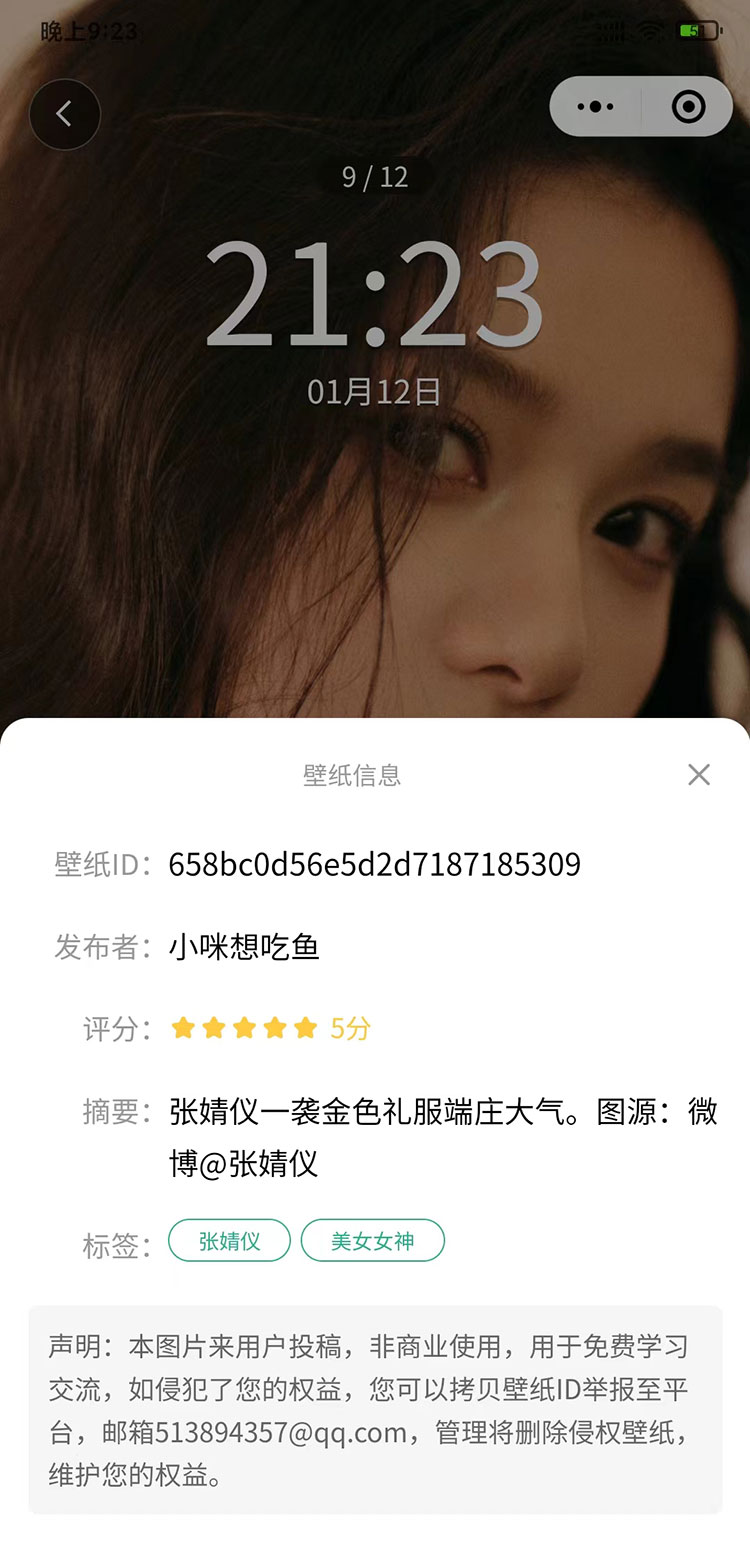 晚上9:23
51
9 / 12
21:23
01月12日
壁纸信息
壁纸ID：658bc0d56e5d2d7187185309
发布者：小咪想吃鱼
评分：5分
摘要：张婧仪一袭金色礼服端庄大气。图源：微
博@张婧仪
标签：张婧仪 美女女神
声明：本图片来用户投稿，非商业使用，用于免费学习
交流，如侵犯了您的权益，您可以拷贝壁纸ID举报至平
台，邮箱513894357@qq.com，管理将删除侵权壁纸，
维护您的权益。